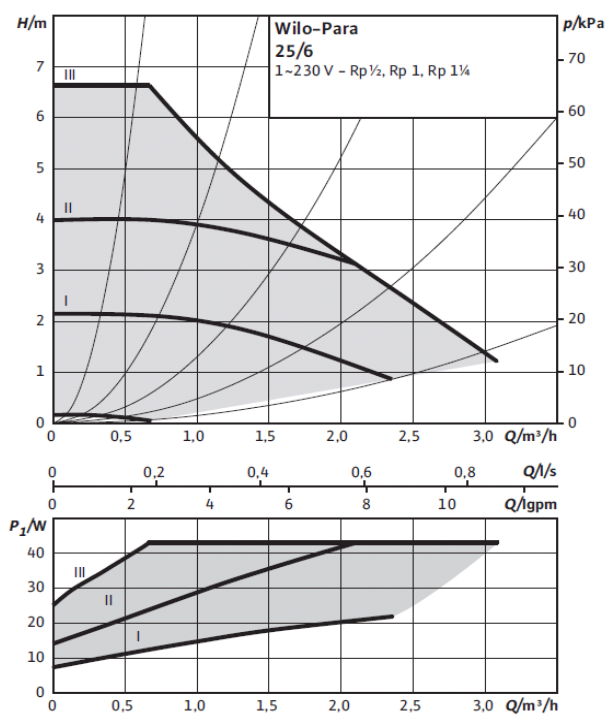 H/m
Wilo-Para
25/6
1~230 V – Rp ½, Rp 1, Rp 1¼
p/kPa
7
6
5
4
3
2
1
0
III
II
I
70
60
50
40
30
20
10
0
0 0,5 1,0 1,5 2,0 2,5 3,0 Q/m³/h
0 0,2 0,4 0,6 0,8 Q/l/s
0 2 4 6 8 10 Q/Igpm
P₁/W
40
30
20
10
0
III
II
I
0 0,5 1,0 1,5 2,0 2,5 3,0 Q/m³/h